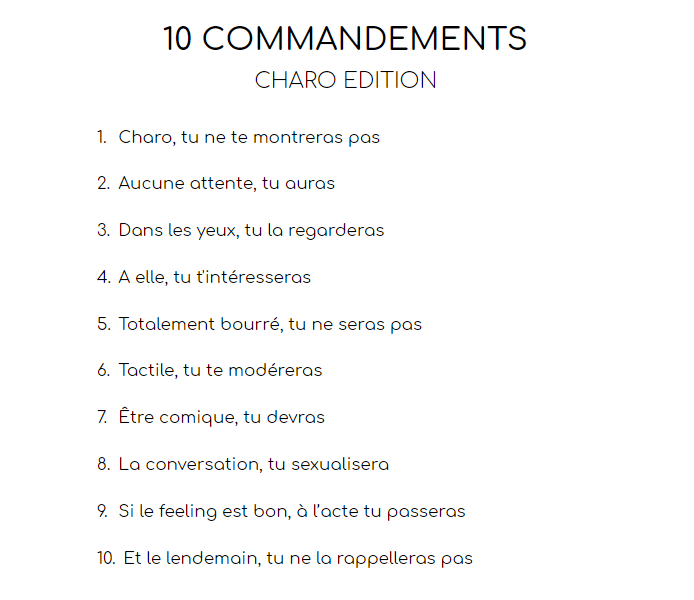 10 COMMANDEMENTS
CHARO EDITION
1. Charo, tu ne te montreras pas
2. Aucune attente, tu auras
3. Dans les yeux, tu la regarderas
4. A elle, tu t'intéresseras
5. Totalement bourré, tu ne seras pas
6. Tactile, tu te modéreras
7. Être comique, tu devras
8. La conversation, tu sexualisera
9. Si le feeling est bon, à l'acte tu passeras
10. Et le lendemain, tu ne la rappelleras pas